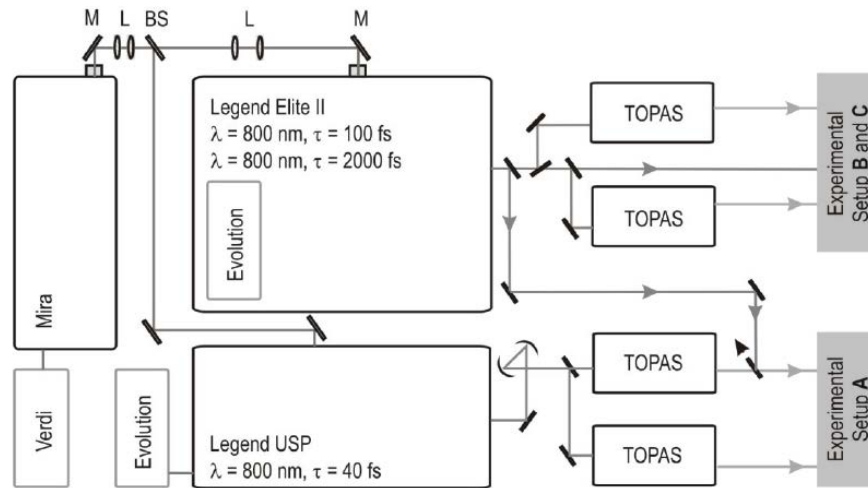 M L BS L M
Legend Elite II
λ = 800 nm, τ = 100 fs
λ = 800 nm, τ = 2000 fs
Evolution
Mira
Verdi
Evolution
Legend USP
λ = 800 nm, τ = 40 fs
TOPAS
TOPAS
Experimental
Setup B and C
TOPAS
TOPAS
Experimental
Setup A